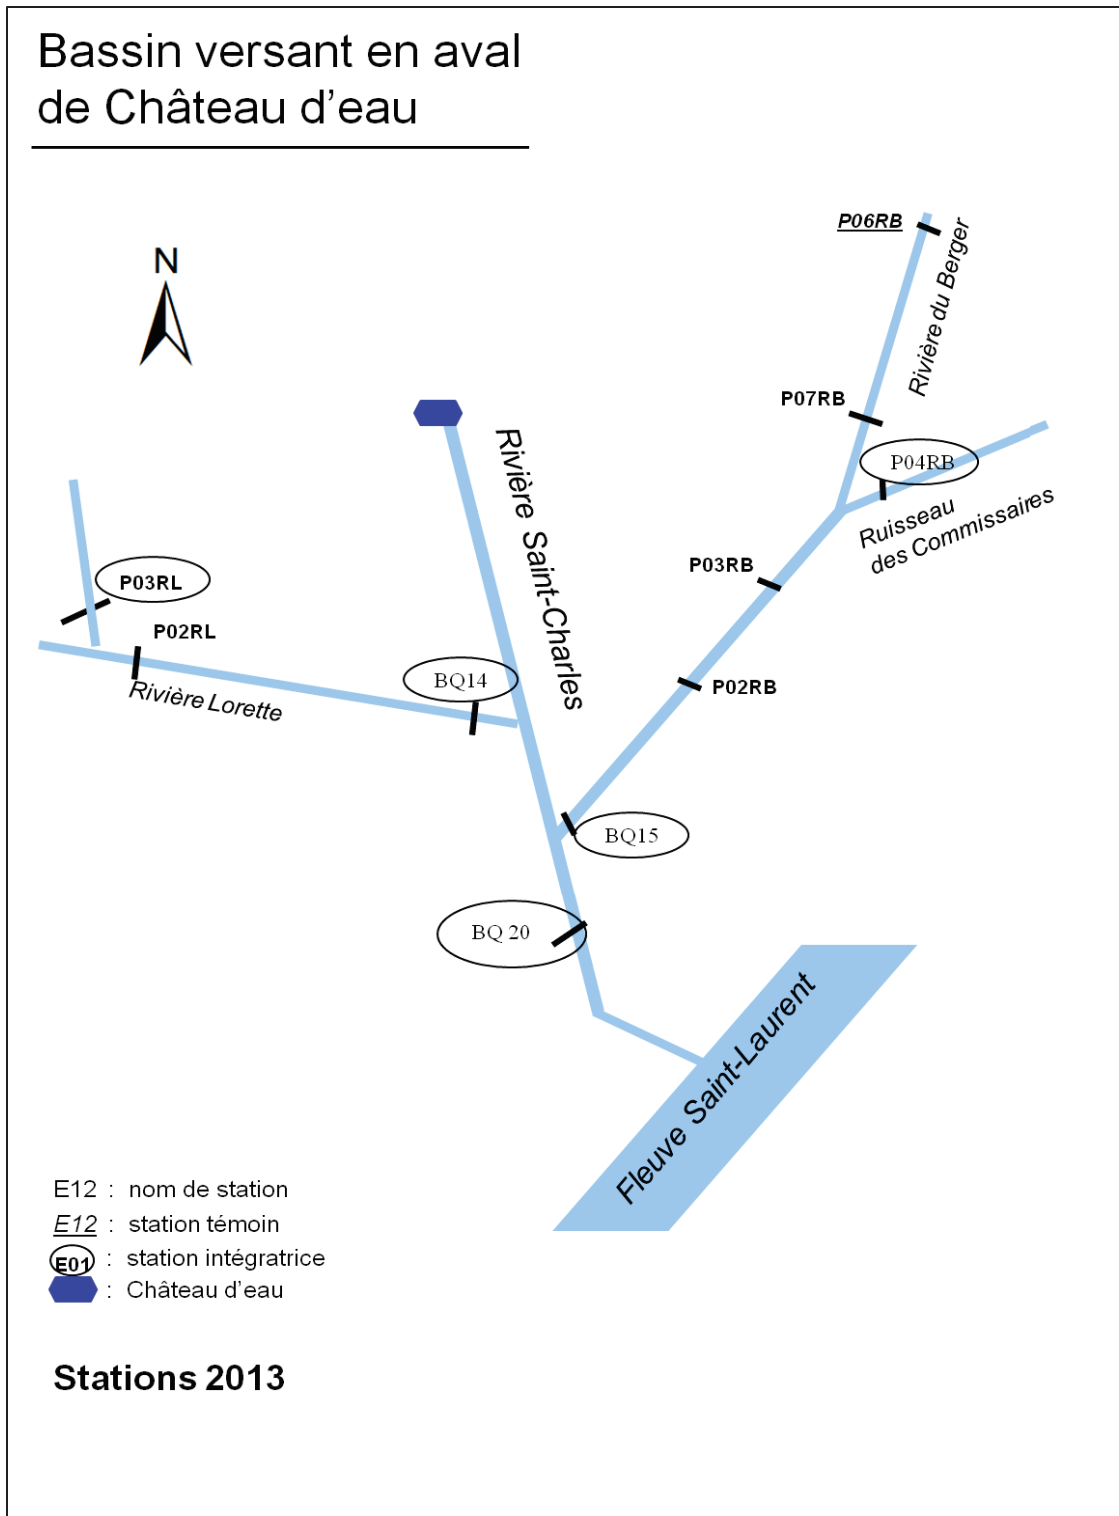 Bassin versant en aval
de Château d'eau
P06RB
N
Rivière du Berger
P07RB
P04RB
Rivière Saint-Charles
Ruisseau
des Commissaires
P03RB
P03RL
P02RL
BQ14
P02RB
Rivière Lorette
BQ15
BQ 20
Fleuve Saint-Laurent
E12 : nom de station
E12 : station témoin
E01 : station intégratrice
: Château d'eau
Stations 2013